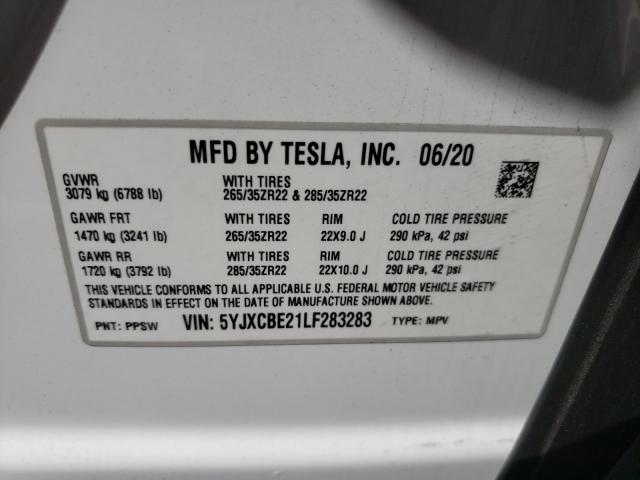 MFD BY TESLA, INC. 06/20
GVWR WITH TIRES
3079 kg (6788 lb) 265/35ZR22 & 285/35ZR22
GAWR FRT WITH TIRES RIM COLD TIRE PRESSURE
1470 kg (3241 lb) 265/35ZR22 22X9.0 J 290 kPa, 42 psi
GAWR RR WITH TIRES RIM COLD TIRE PRESSURE
1720 kg (3792 lb) 285/35ZR22 22X10.0 J 290 kPa, 42 psi
THIS VEHICLE CONFORMS TO ALL APPLICABLE U.S. FEDERAL MOTOR VEHICLE SAFETY
STANDARDS IN EFFECT ON THE DATE OF MANUFACTURE SHOWN ABOVE.
PNT: PPSW VIN: 5YJXCBE21LF283283 TYPE: MPV